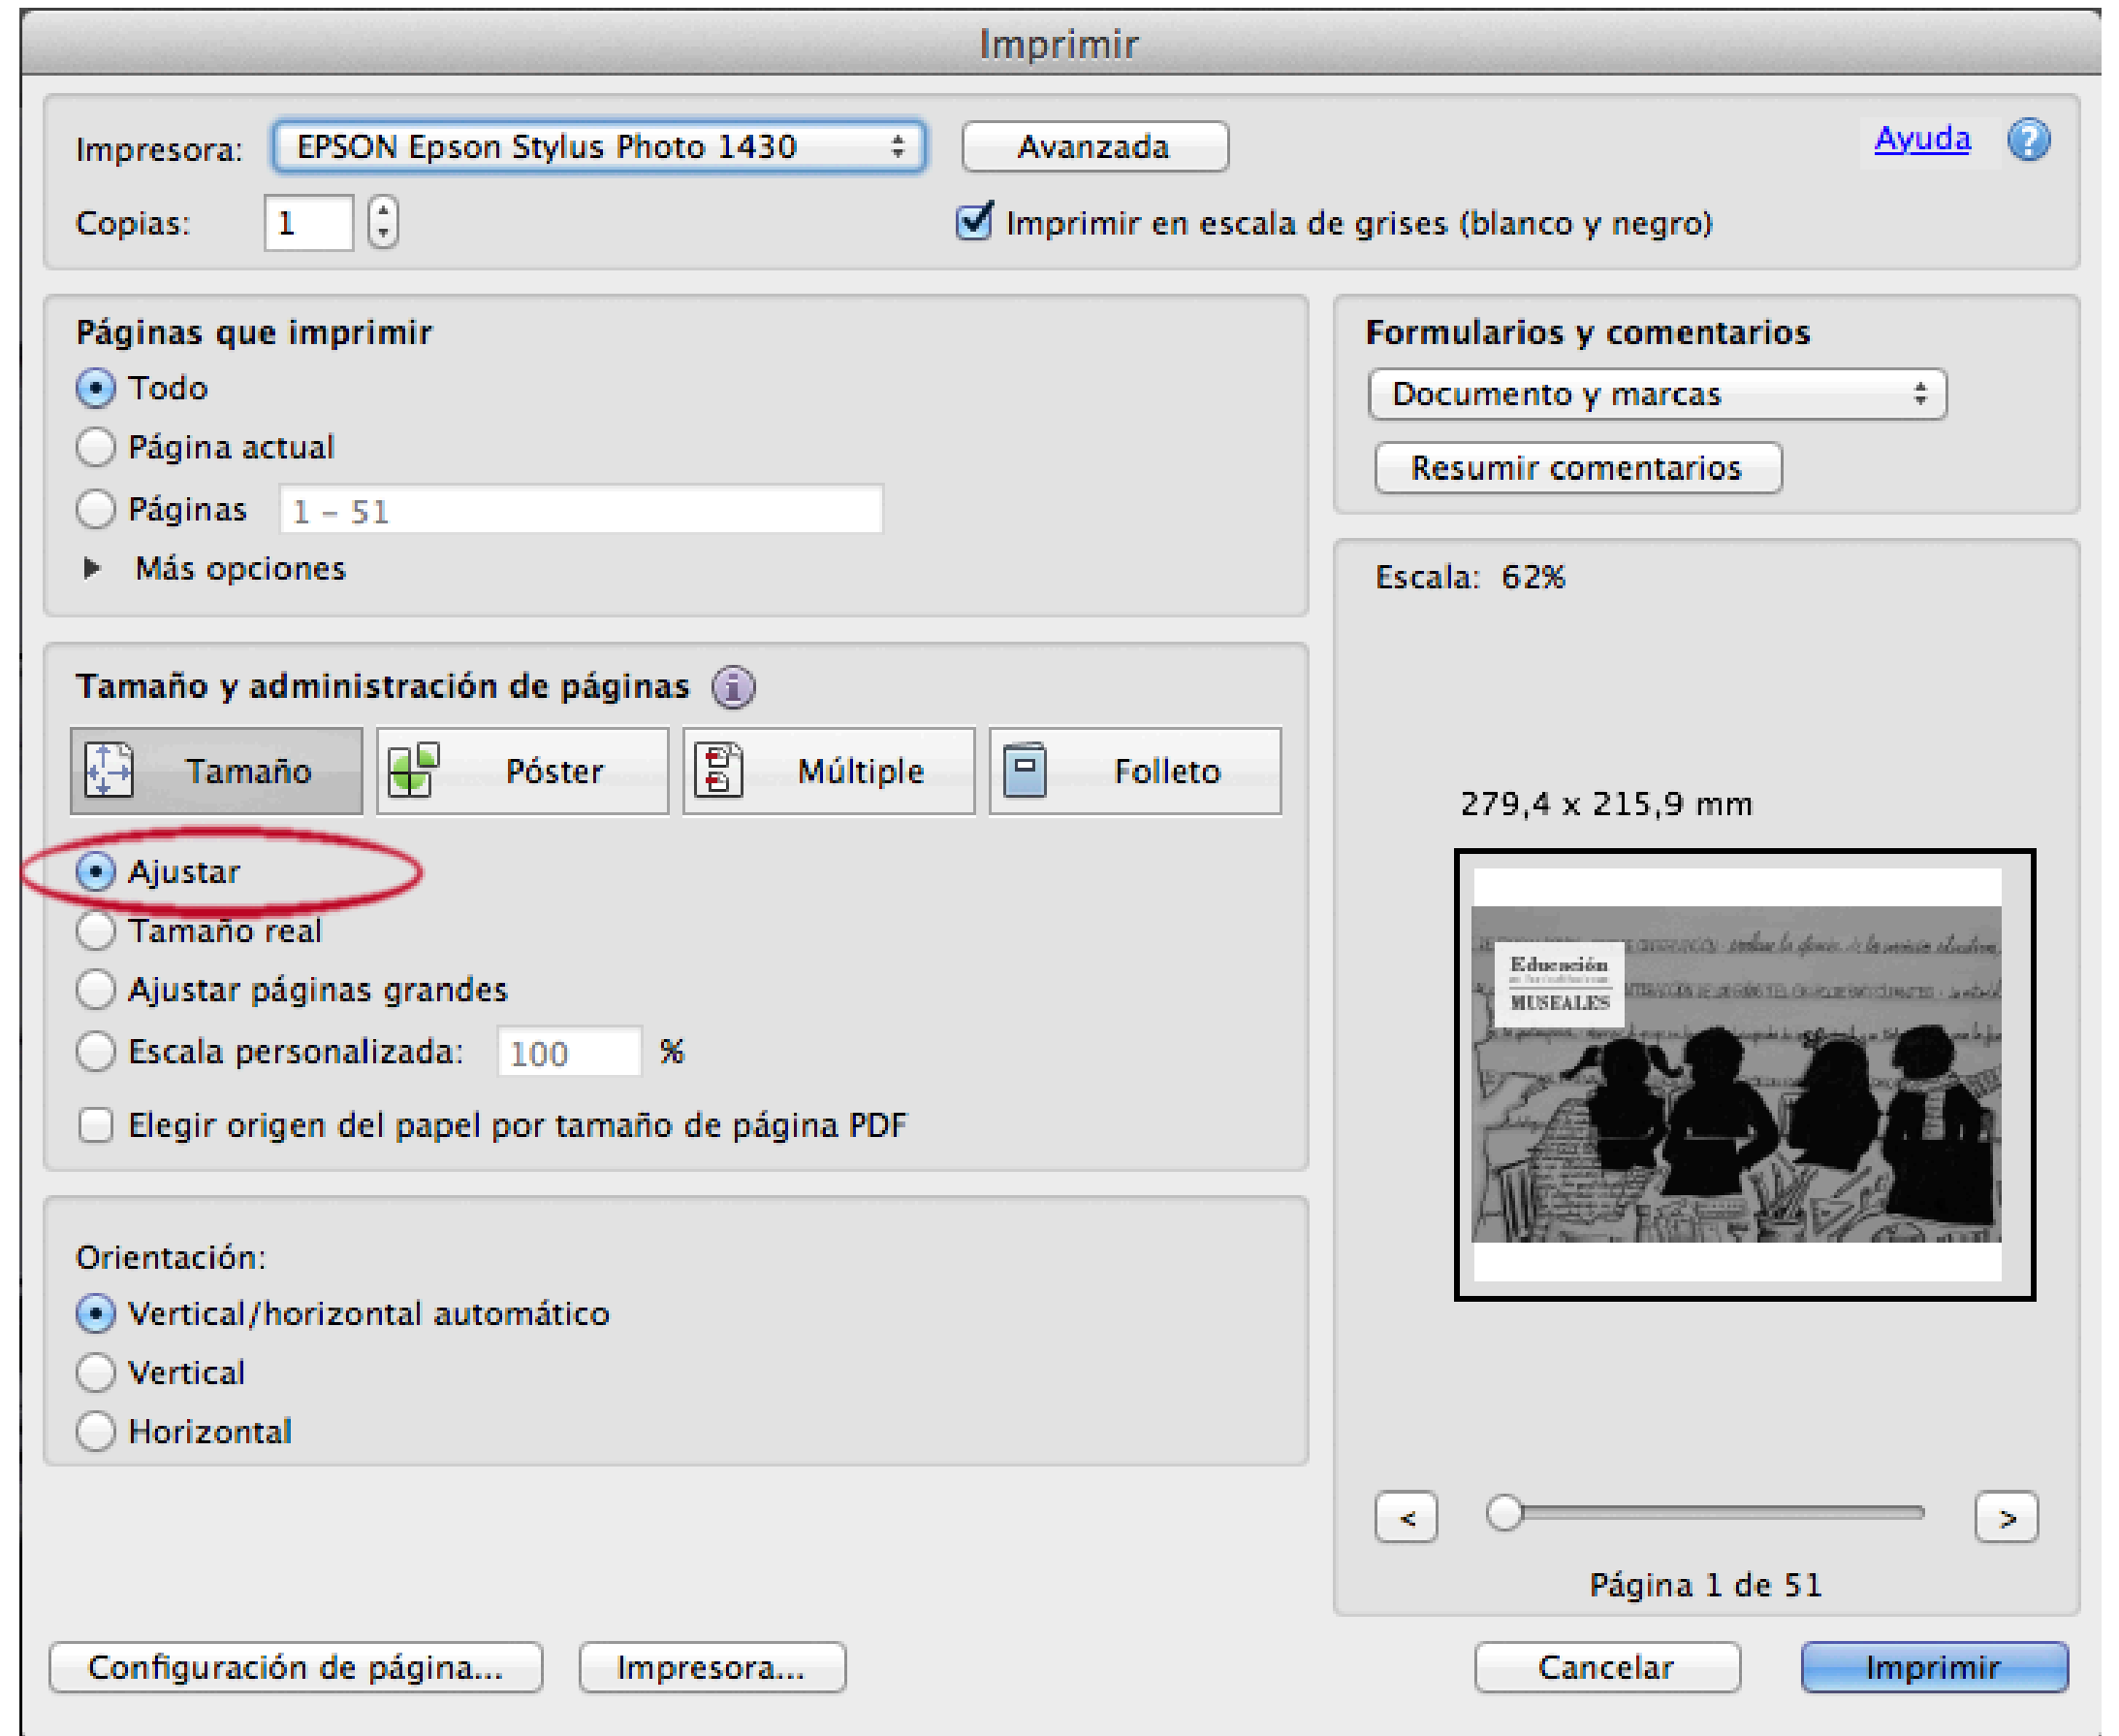 Imprimir
Impresora: EPSON Epson Stylus Photo 1430 Avanzada Ayuda ?
Copias: 1 Imprimir en escala de grises (blanco y negro)
Páginas que imprimir
Todo
Página actual
Páginas 1 - 51
Más opciones
Formularios y comentarios
Documento y marcas
Resumir comentarios
Tamaño y administración de páginas i
Tamaño Póster Múltiple Folleto
Ajustar
Tamaño real
Ajustar páginas grandes
Escala personalizada: 100 %
Elegir origen del papel por tamaño de página PDF
Orientación:
Vertical/horizontal automático
Vertical
Horizontal
Escala: 62%
279,4 x 215,9 mm
Educación
MUSEALES
< >
Página 1 de 51
Configuración de página... Impresora... Cancelar Imprimir